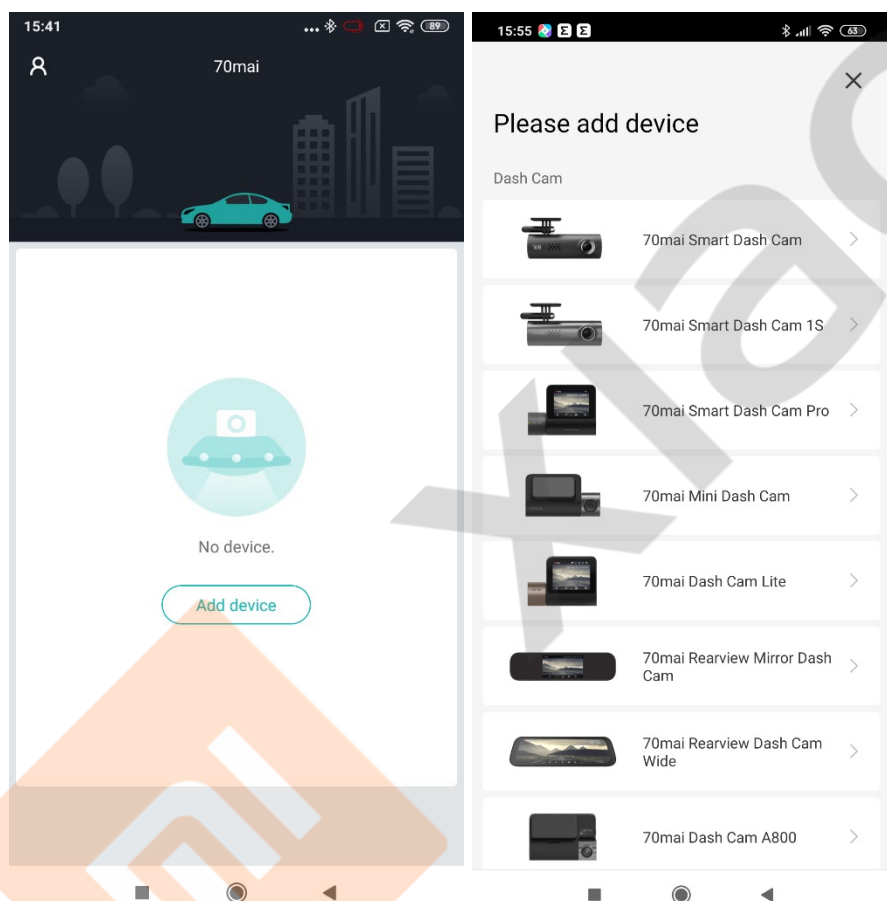 15:41
89
70mai
No device.
Add device
15:55
63
Please add device
Dash Cam
70mai Smart Dash Cam
70mai Smart Dash Cam 1S
70mai Smart Dash Cam Pro
70mai Mini Dash Cam
70mai Dash Cam Lite
70mai Rearview Mirror Dash
Cam
70mai Rearview Dash Cam
Wide
70mai Dash Cam A800